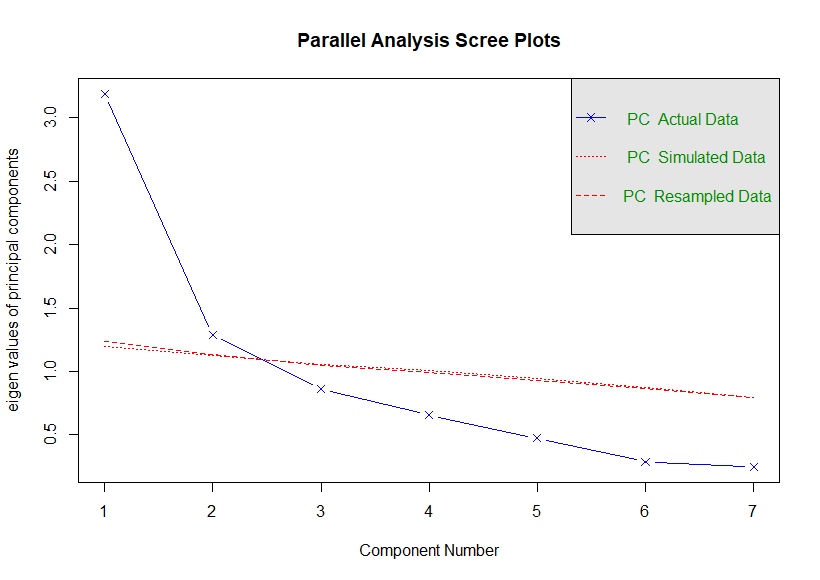 Parallel Analysis Scree Plots
PC Actual Data
PC Simulated Data
PC Resampled Data
eigen values of principal components
3.0
2.5
2.0
1.5
1.0
0.5
1 2 3 4 5 6 7
Component Number